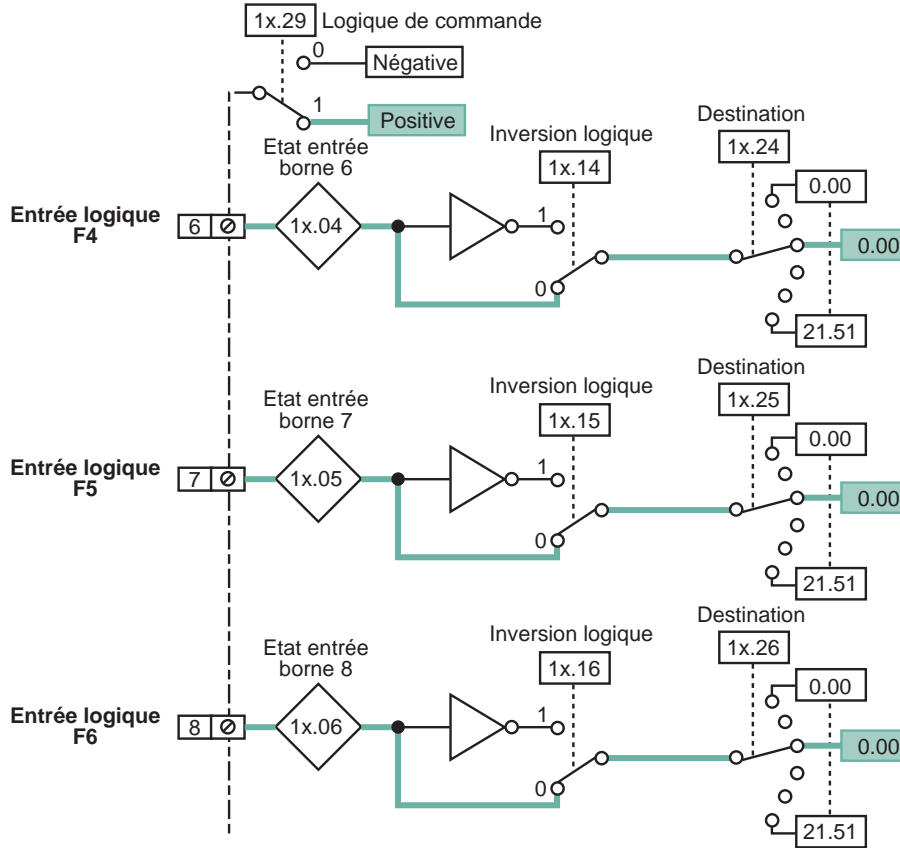 1x.29 Logique de commande
0
Négative
1
Positive
Etat entrée
borne 6
Inversion logique
Destination
1x.14
1x.24
0.00
Entrée logique
F4
6
1x.04
1
0
0.00
21.51
Etat entrée
borne 7
Inversion logique
Destination
1x.15
1x.25
0.00
Entrée logique
F5
7
1x.05
1
0
0.00
21.51
Etat entrée
borne 8
Inversion logique
Destination
1x.16
1x.26
0.00
Entrée logique
F6
8
1x.06
1
0
0.00
21.51